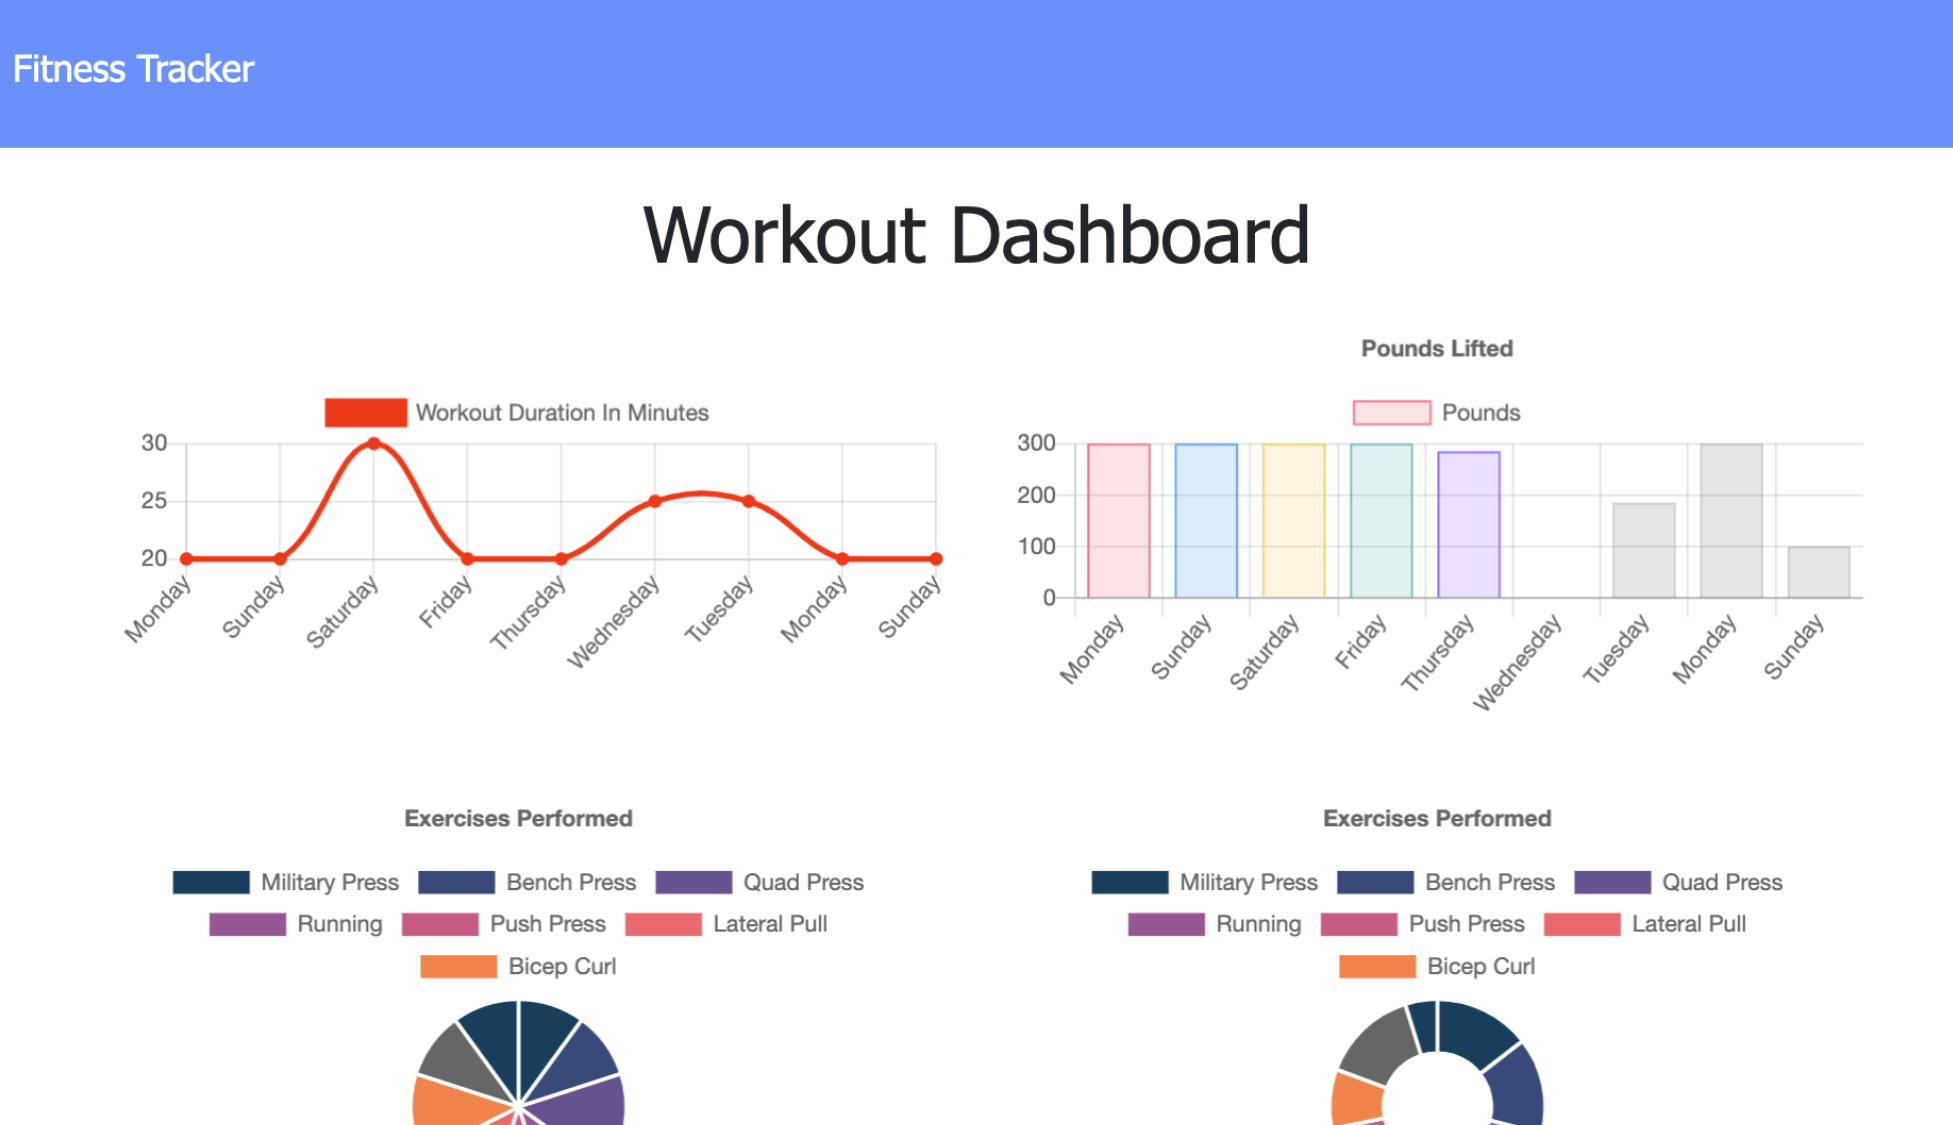 Fitness Tracker
Workout Dashboard
Workout Duration In Minutes
30
25
20
Monday
Sunday
Saturday
Friday
Thursday
Wednesday
Tuesday
Monday
Sunday
Pounds Lifted
Pounds
300
200
100
0
Monday
Sunday
Saturday
Friday
Thursday
Wednesday
Tuesday
Monday
Sunday
Exercises Performed
Military Press Bench Press Quad Press
Running Push Press Lateral Pull
Bicep Curl
Exercises Performed
Military Press Bench Press Quad Press
Running Push Press Lateral Pull
Bicep Curl